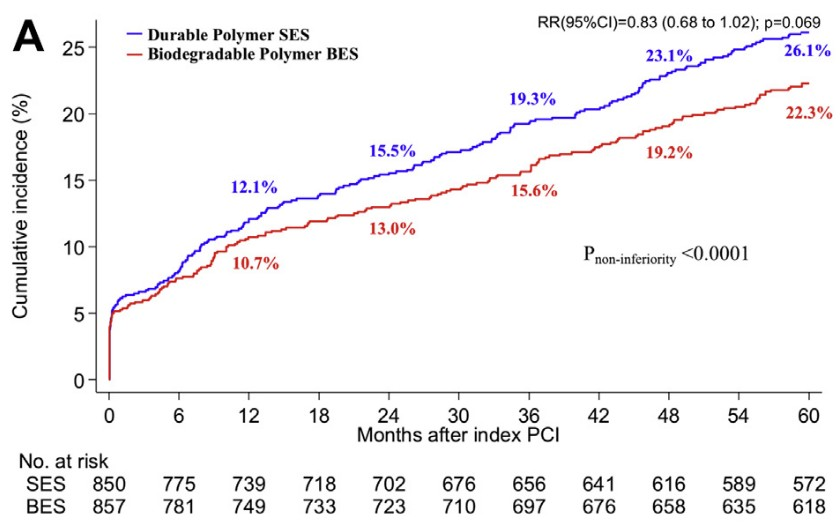 A
RR(95%CI)=0.83 (0.68 to 1.02); p=0.069
Durable Polymer SES
Biodegradable Polymer BES
Cumulative incidence (%)
25
20
15
10
5
0
12.1%
15.5%
19.3%
23.1%
26.1%
10.7%
13.0%
15.6%
19.2%
22.3%
Pnon-inferiority <0.0001
0 6 12 18 24 30 36 42 48 54 60
Months after index PCI
No. at risk
SES 850 775 739 718 702 676 656 641 616 589 572
BES 857 781 749 733 723 710 697 676 658 635 618